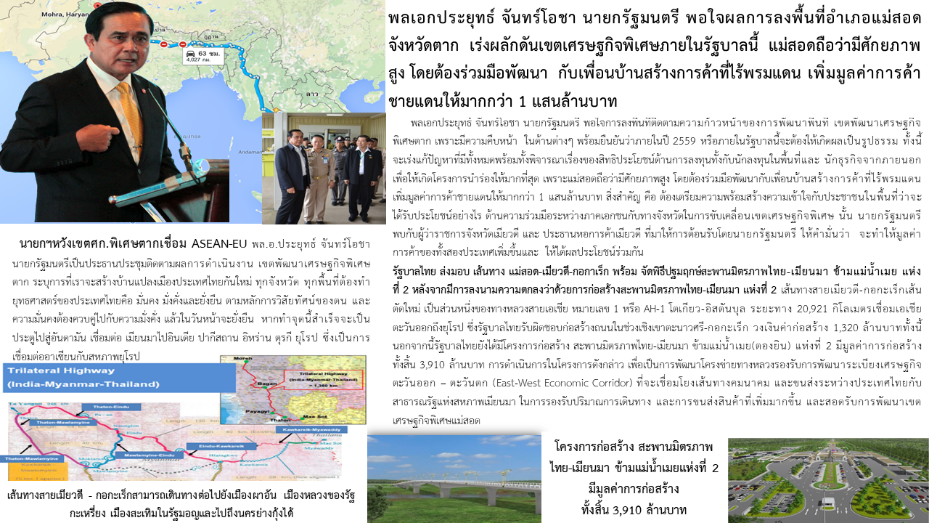 Mohra, Haryan
63 ชม.
4,027 กม.
ลาว
พลเอกประยุทธ์ จันทร์โอชา นายกรัฐมนตรี พอใจผลการลงพื้นที่อำเภอแม่สอด
จังหวัดตาก เร่งผลักดันเขตเศรษฐกิจพิเศษภายในรัฐบาลนี้ แม่สอดถือว่ามีศักยภาพ
สูง โดยต้องร่วมมือพัฒนา กับเพื่อนบ้านสร้างการค้าที่ไร้พรมแดน เพิ่มมูลค่าการค้า
ชายแดนให้มากกว่า 1 แสนล้านบาท
พลเอกประยุทธ์ จันทร์โอชา นายกรัฐมนตรี พอใจการลงพื้นที่ติดตามความก้าวหน้าของการพัฒนาพื้นที่ เขตพัฒนาเศรษฐกิจ
พิเศษตาก เพราะมีความคืบหน้า ในด้านต่างๆ พร้อมยืนยันว่าภายในปี 2559 หรือภายในรัฐบาลนี้จะต้องให้เกิดผลเป็นรูปธรรม ทั้งนี้
จะเร่งแก้ปัญหาที่มีทั้งหมดพร้อมทั้งพิจารณาเรื่องของสิทธิประโยชน์ด้านการลงทุนทั้งกับนักลงทุนในพื้นที่และ นักธุรกิจจากภายนอก
เพื่อให้เกิดโครงการนำร่องให้มากที่สุด เพราะแม่สอดถือว่ามีศักยภาพสูง โดยต้องร่วมมือพัฒนากับเพื่อนบ้านสร้างการค้าที่ไร้พรมแดน
เพิ่มมูลค่าการค้าชายแดนให้มากกว่า 1 แสนล้านบาท สิ่งสำคัญ คือ ต้องเตรียมความพร้อมสร้างความเข้าใจกับประชาชนในพื้นที่ว่าจะ
ได้รับประโยชน์อย่างไร ด้านความร่วมมือระหว่างภาคเอกชนกับทางจังหวัดในการขับเคลื่อนเขตเศรษฐกิจพิเศษ นั้น นายกรัฐมนตรี
พบกับผู้ว่าราชการจังหวัดเมียวดี และ ประธานหอการค้าเมียวดี ที่มาให้การต้อนรับโดยนายกรัฐมนตรี ให้คำมั่นว่า จะทำให้มูลค่า
การค้าของทั้งสองประเทศเพิ่มขึ้นและ ให้ได้ผลประโยชน์ร่วมกัน
รัฐบาลไทย ส่งมอบ เส้นทาง แม่สอด-เมียวดี-กอกาเร็ก พร้อม จัดพิธีปฐมฤกษ์สะพานมิตรภาพไทย-เมียนมา ข้ามแม่น้ำเมย แห่ง
ที่ 2 หลังจากมีการลงนามความตกลงว่าด้วยการก่อสร้างสะพานมิตรภาพไทย-เมียนมา แห่งที่ 2 เส้นทางสายเมียวดี-กอกาเร็กเส้น
ตัดใหม่ เป็นส่วนหนึ่งของทางหลวงสายเอเชีย หมายเลข 1 หรือ AH-1 โตเกียว-อิสตันบุล ระยะทาง 20,921 กิโลเมตรเชื่อมเอเชีย
ตะวันออกถึงยุโรป ซึ่งรัฐบาลไทยรับผิดชอบก่อสร้างถนนในช่วงเชิงเขาตะนาวศรี-กอกาเร็ก วงเงินค่าก่อสร้าง 1,320 ล้านบาททั้งนี้
นอกจากนี้รัฐบาลไทยยังได้มีโครงการก่อสร้าง สะพานมิตรภาพไทย-เมียนมา ข้ามแม่น้ำเมย(ตองยิน) แห่งที่ 2 มีมูลค่าการก่อสร้าง
ทั้งสิ้น 3,910 ล้านบาท การดำเนินการในโครงการดังกล่าว เพื่อเป็นการพัฒนาโครงข่ายทางหลวงรองรับการพัฒนาระเบียงเศรษฐกิจ
ตะวันออก – ตะวันตก (East-West Economic Corridor) ที่จะเชื่อมโยงเส้นทางคมนาคม และขนส่งระหว่างประเทศไทยกับ
สาธารณรัฐแห่งสหภาพเมียนมา ในการรองรับปริมาณการเดินทาง และการขนส่งสินค้าที่เพิ่มมากขึ้น และสอดรับการพัฒนาเขต
เศรษฐกิจพิเศษแม่สอด
นายกฯหวังเขตศก.พิเศษตากเชื่อม ASEAN-EU พล.อ.ประยุทธ์ จันทร์โอชา
นายกรัฐมนตรีเป็นประธานประชุมติดตามผลการดำเนินงาน เขตพัฒนาเศรษฐกิจพิเศษ
ตาก ระบุการที่เราจะสร้างบ้านแปลงเมืองประเทศไทยกันใหม่ ทุกจังหวัด ทุกพื้นที่ต้องทำ
ยุทธศาสตร์ของประเทศไทยคือ มั่นคง มั่งคั่งและยั่งยืน ตามหลักการวิสัยทัศน์ของตน และ
ความมั่นคงต้องควบคู่ไปกับความมั่งคั่ง แล้วในวันหน้าจะยั่งยืน หากทำจุดนี้สำเร็จจะเป็น
ประตูไปสู่อันดามัน เชื่อมต่อ เมียนมาไปอินเดีย ปากีสถาน อิหร่าน ตุรกี ยุโรป ซึ่งเป็นการ
เชื่อมต่ออาเซียนกับสหภาพยุโรป
Trilateral Highway
(India-Myanmar-Thailand)
Moreh
Trilateral Highway
(India-Myanmar-Thailand)
Bagan
Payagyi
Mae Sot
Thaton-Eindu
Thaton-Mawlamyine
Kawkareik-Myawaddy
Eindu-Kawkareik
Mawlamyine-Eindu
Thaton-Mawlamyine
เส้นทางสายเมียวดี - กอกะเร็กสามารถเดินทางต่อไปยังเมืองผาอัน เมืองหลวงของรัฐ
กะเหรี่ยง เมืองสะเทิมในรัฐมอญและไปถึงนครย่างกุ้งได้
โครงการก่อสร้าง สะพานมิตรภาพ
ไทย-เมียนมา ข้ามแม่น้ำเมยแห่งที่ 2
มีมูลค่าการก่อสร้าง
ทั้งสิ้น 3,910 ล้านบาท